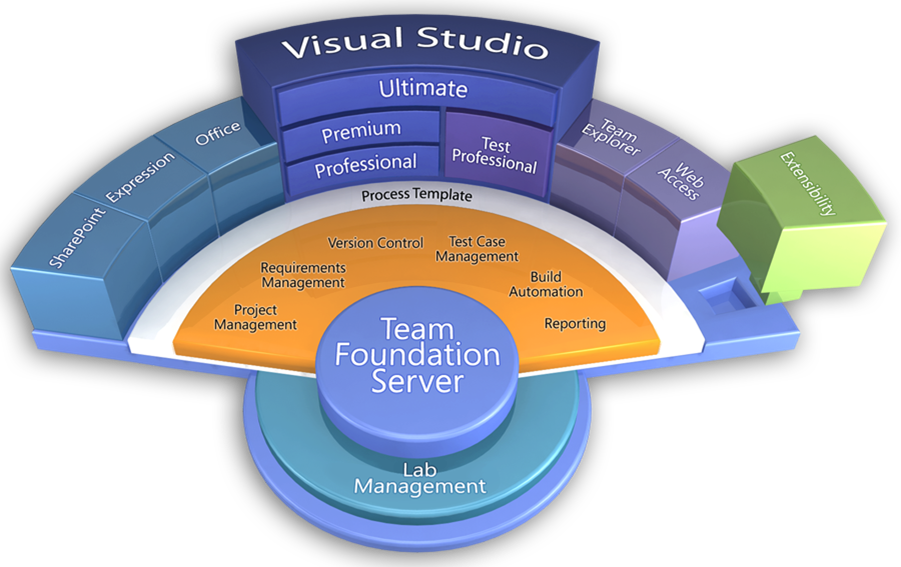 Visual Studio
Ultimate
Premium
Professional
Test
Professional
Office
Expression
SharePoint
Team
Explorer
Web
Access
Extensibility
Process Template
Version Control
Test Case
Management
Requirements
Management
Build
Automation
Project
Management
Reporting
Team
Foundation
Server
Lab
Management